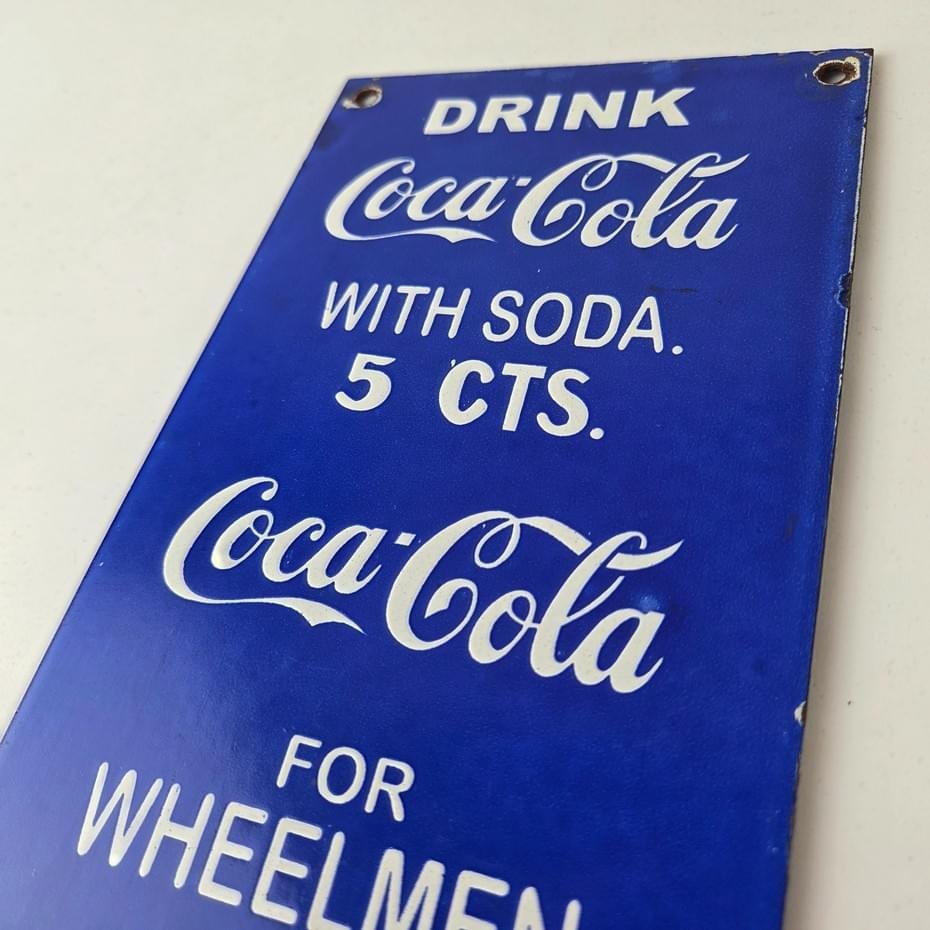 DRINK
Coca-Cola
WITH SODA.
5 CTS.
Coca-Cola
FOR
WHEELMEN